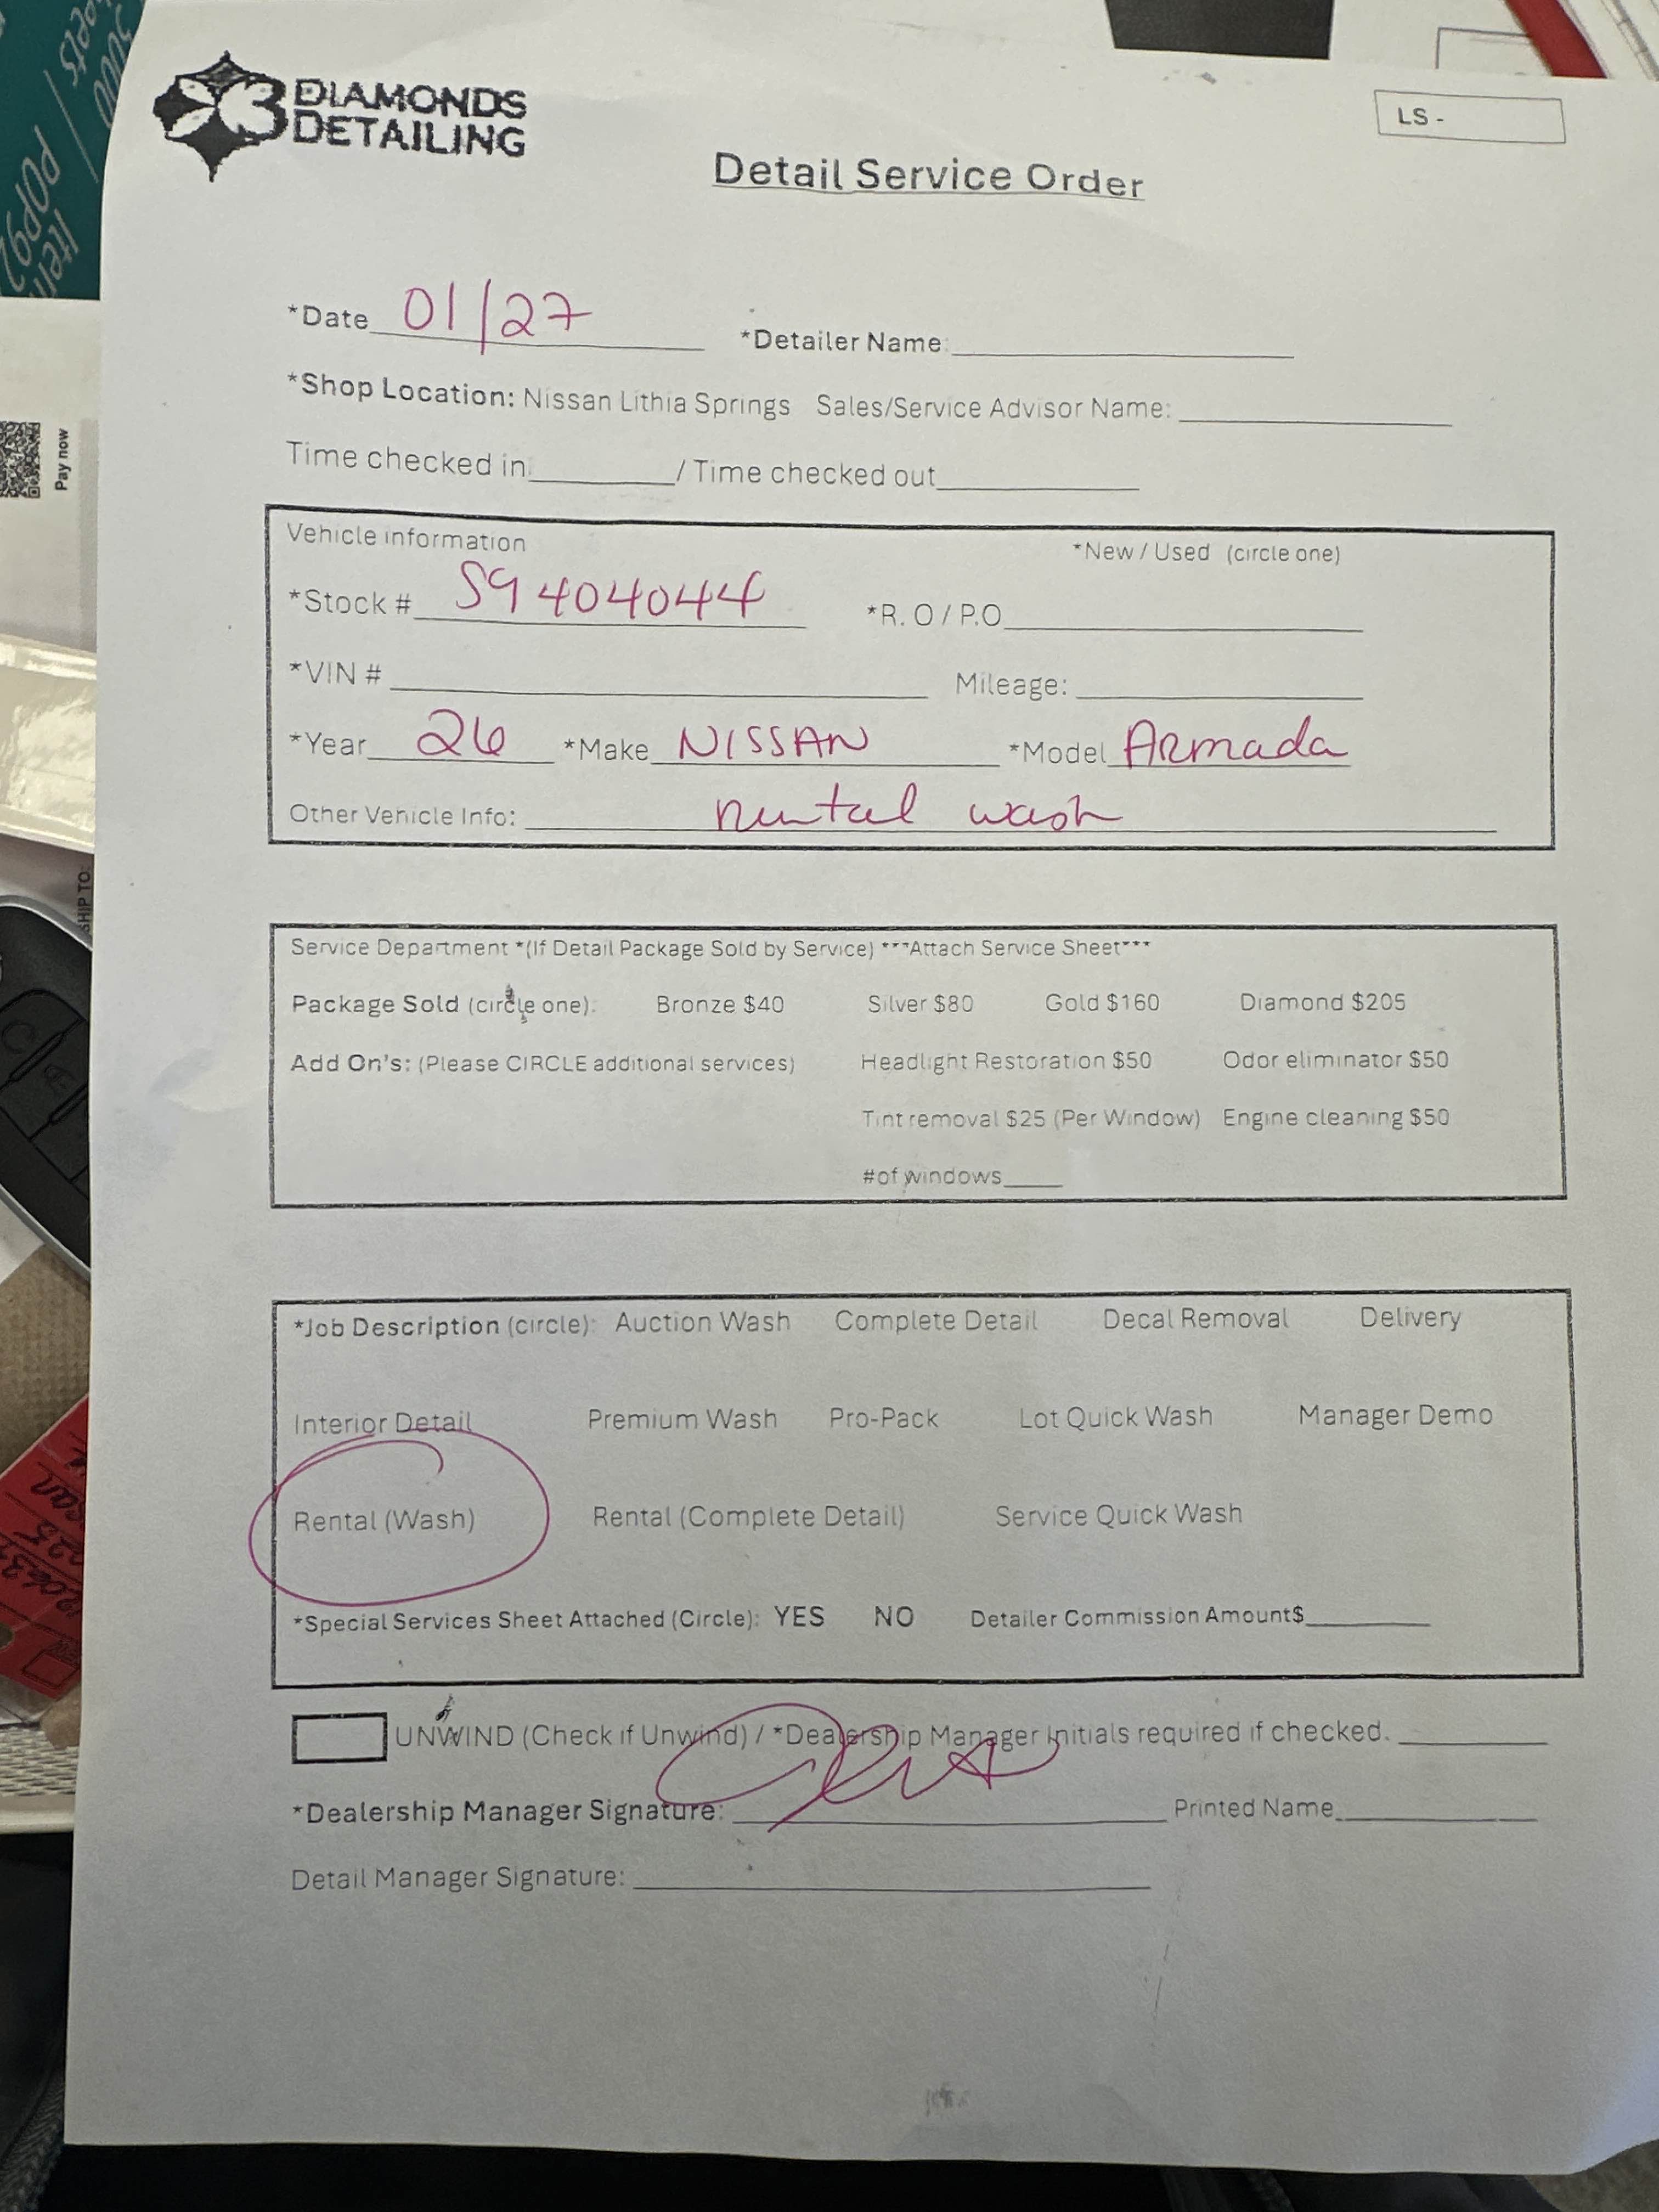 3 DIAMONDS
DETAILING
LS -
Detail Service Order
*Date 01/27 *Detailer Name:
*Shop Location: Nissan Lithia Springs Sales/Service Advisor Name:
Time checked in: / Time checked out
Vehicle information *New / Used (circle one)
*Stock # S9404044 *R. O / P.O
*VIN # Mileage:
*Year 26 *Make NISSAN *Model Armada
Other Vehicle Info: rental wash
Service Department *(If Detail Package Sold by Service) ***Attach Service Sheet***
Package Sold (circle one): Bronze $40 Silver $80 Gold $160 Diamond $205
Add On's: (Please CIRCLE additional services) Headlight Restoration $50 Odor eliminator $50
Tint removal $25 (Per Window) Engine cleaning $50
#of windows
*Job Description (circle): Auction Wash Complete Detail Decal Removal Delivery
Interior Detail Premium Wash Pro-Pack Lot Quick Wash Manager Demo
Rental (Wash) Rental (Complete Detail) Service Quick Wash
*Special Services Sheet Attached (Circle): YES NO Detailer Commission Amount$
UNWIND (Check if Unwind) / *Dealership Manager Initials required if checked.
*Dealership Manager Signature: Printed Name
Detail Manager Signature:
Pay now
SHIP TO: